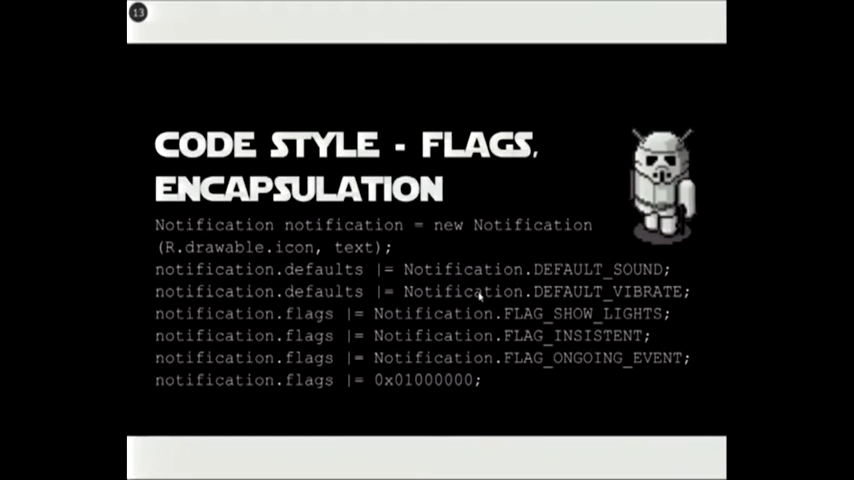 13
CODE STYLE - FLAGS,
ENCAPSULATION
Notification notification = new Notification
(R.drawable.icon, text);
notification.defaults |= Notification.DEFAULT_SOUND;
notification.defaults |= Notification.DEFAULT_VIBRATE;
notification.flags |= Notification.FLAG_SHOW_LIGHTS;
notification.flags |= Notification.FLAG_INSISTENT;
notification.flags |= Notification.FLAG_ONGOING_EVENT;
notification.flags |= 0x01000000;